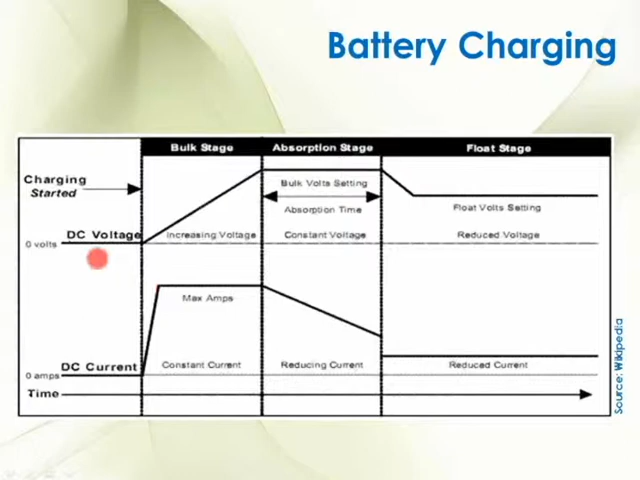 Battery Charging
Bulk Stage
Absorption Stage
Float Stage
Charging
Started
Bulk Volts Setting
Absorption Time
Float Volts Setting
DC Voltage
Increasing Voltage
Constant Voltage
Reduced Voltage
0 volts
Max Amps
DC Current
Constant Current
Reducing Current
Reduced Current
0 amps
Time
Source: Wikipedia